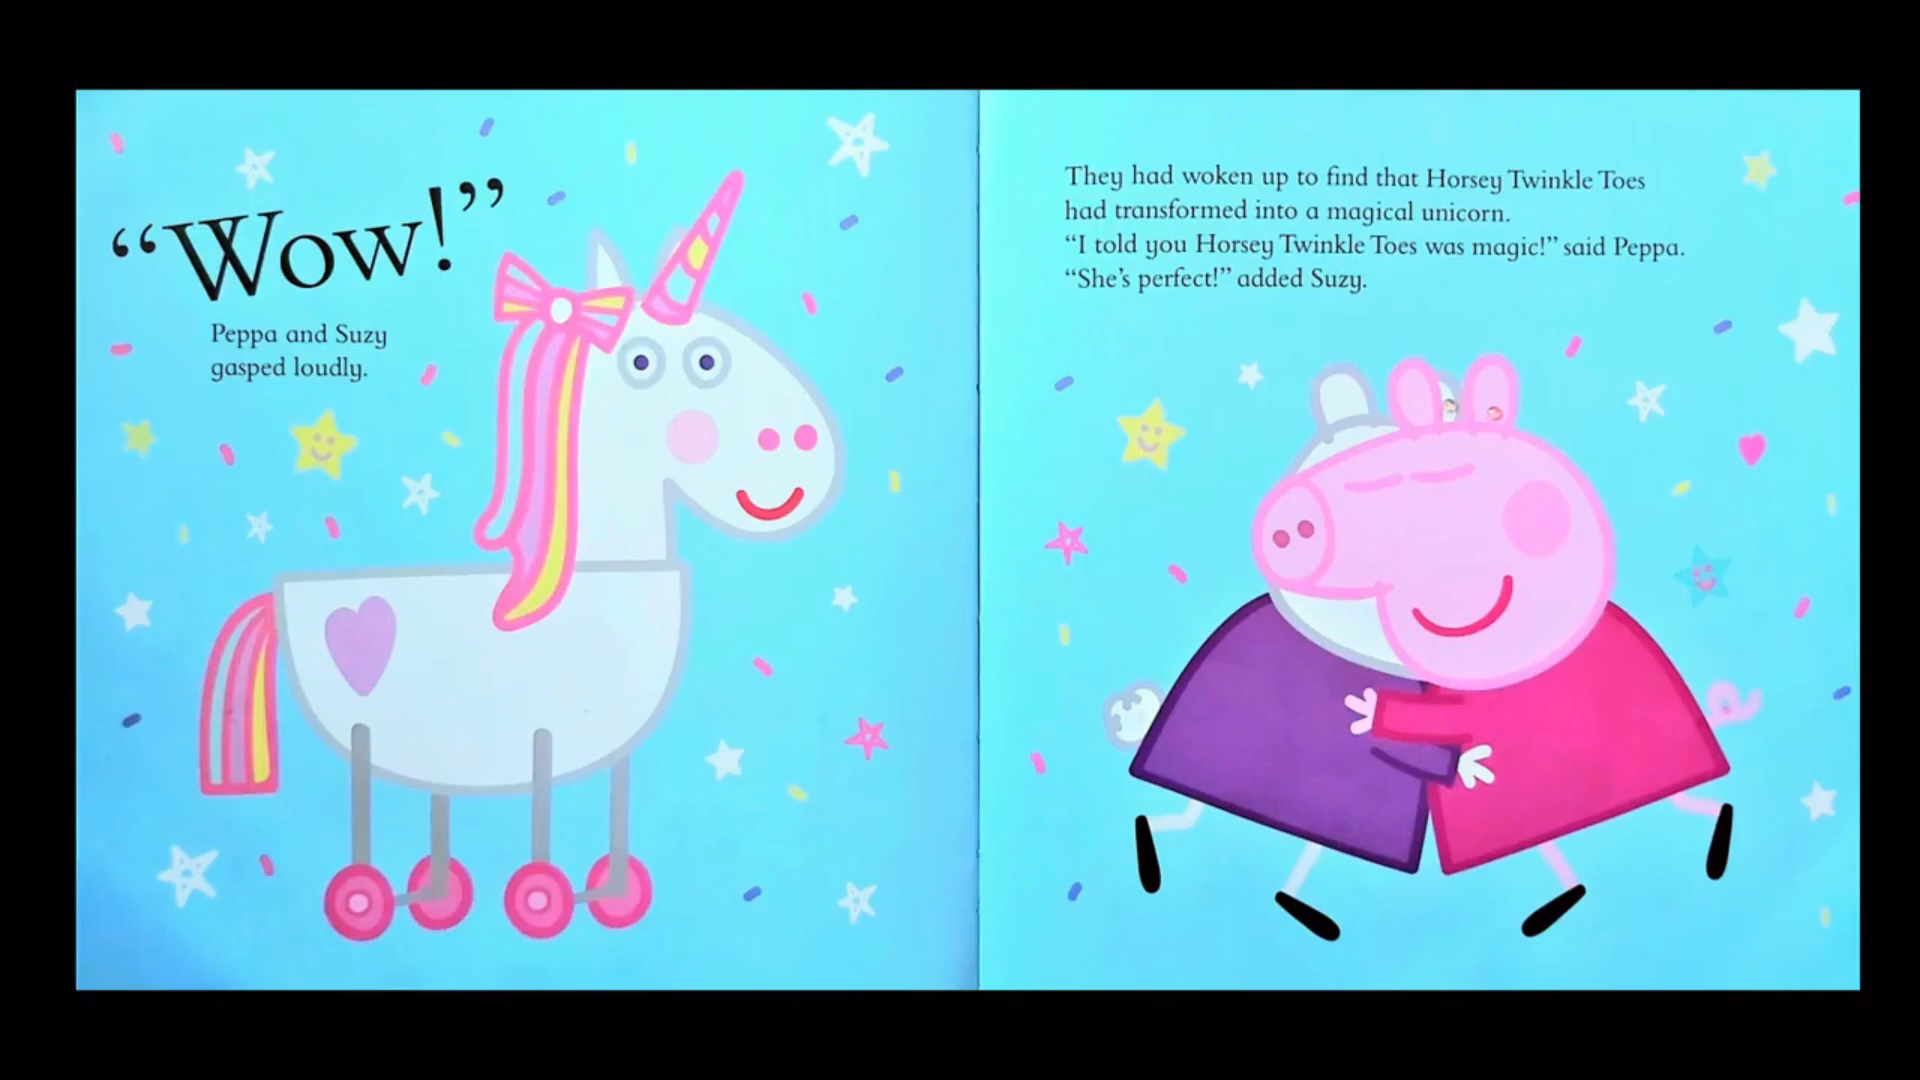 “Wow!”
Peppa and Suzy
gasped loudly.
They had woken up to find that Horsey Twinkle Toes
had transformed into a magical unicorn.
“I told you Horsey Twinkle Toes was magic!” said Peppa.
“She’s perfect!” added Suzy.